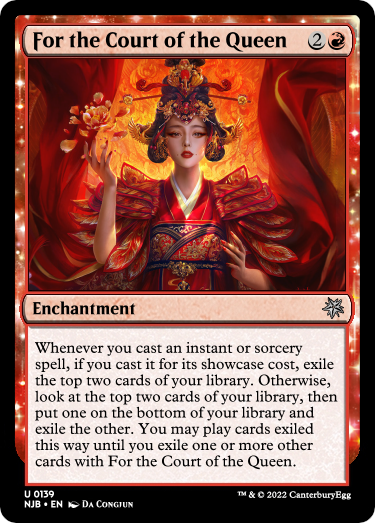 For the Court of the Queen 2
Enchantment
Whenever you cast an instant or sorcery
spell, if you cast it for its showcase cost, exile
the top two cards of your library. Otherwise,
look at the top two cards of your library, then
put one on the bottom of your library and
exile the other. You may play cards exiled
this way until you exile one or more other
cards with For the Court of the Queen.
U 0139
NJB • EN Da Congjun
™ & © 2022 CanterburyEgg